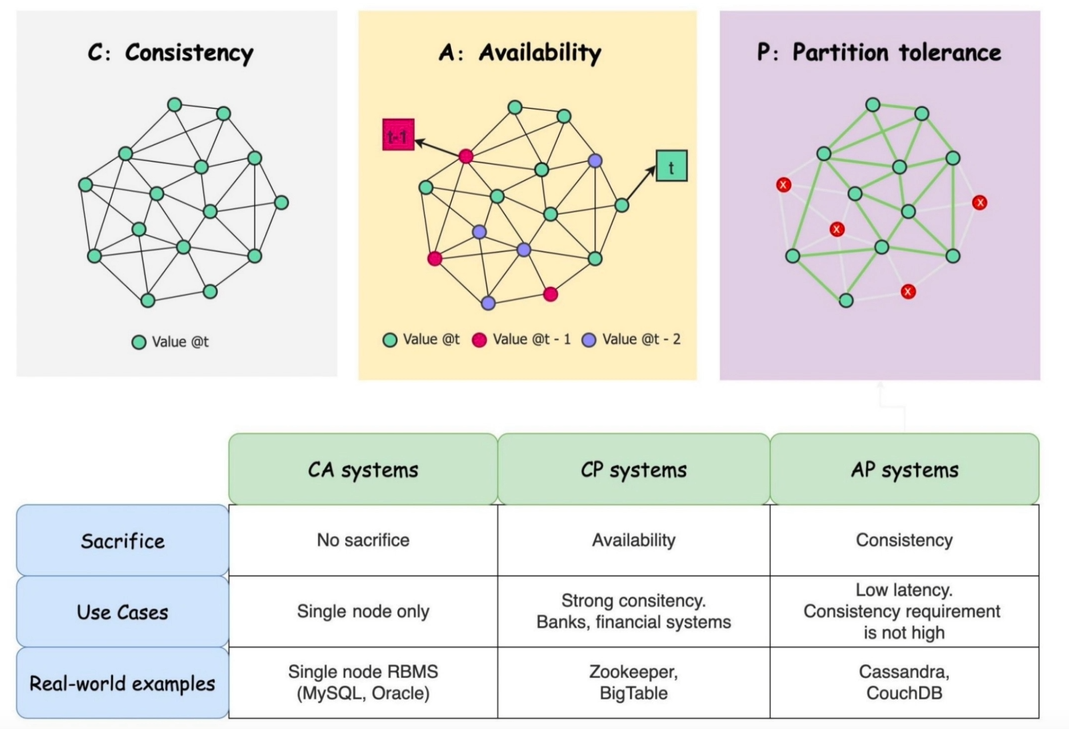 C: Consistency
A: Availability
P: Partition tolerance
t-1
t
X
X
X
X
Value @t
Value @t
Value @t - 1
Value @t - 2
CA systems
CP systems
AP systems
Sacrifice
No sacrifice
Availability
Consistency
Use Cases
Single node only
Strong consitency.
Banks, financial systems
Low latency.
Consistency requirement
is not high
Real-world examples
Single node RBMS
(MySQL, Oracle)
Zookeeper,
BigTable
Cassandra,
CouchDB